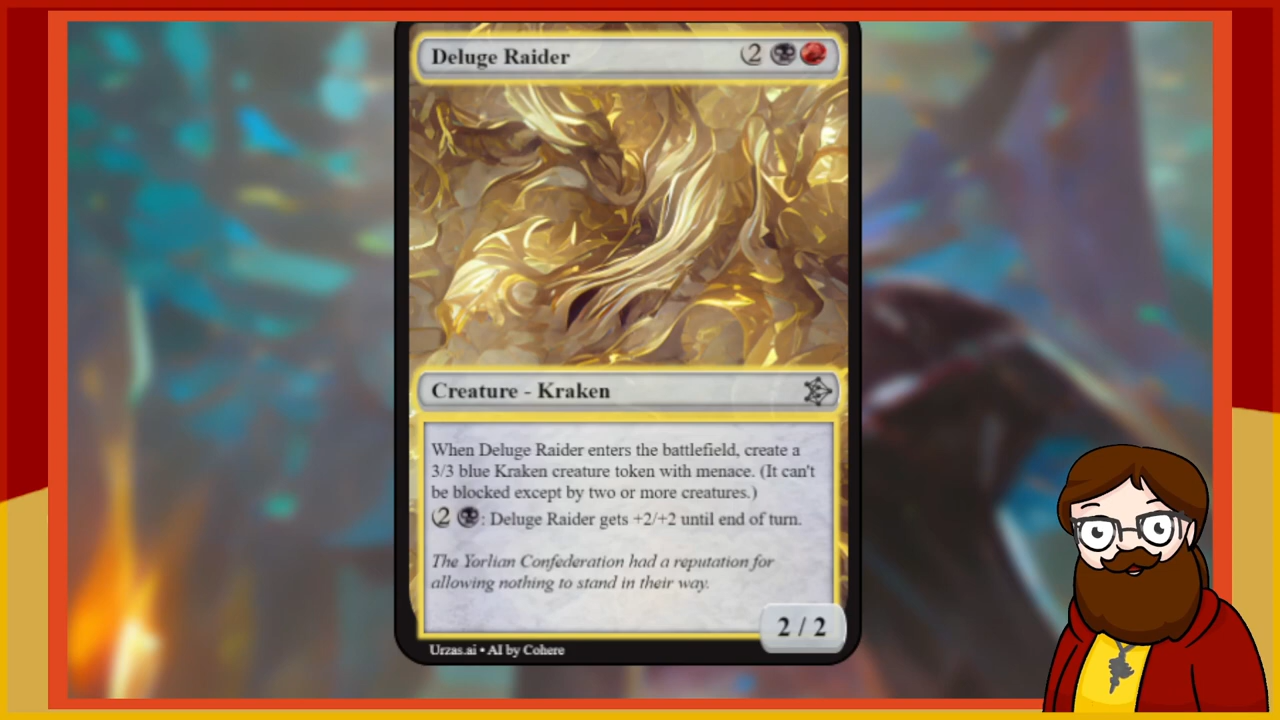 Deluge Raider 2
Creature - Kraken
When Deluge Raider enters the battlefield, create a
3/3 blue Kraken creature token with menace. (It can't
be blocked except by two or more creatures.)
2 : Deluge Raider gets +2/+2 until end of turn.
The Yorlian Confederation had a reputation for
allowing nothing to stand in their way.
2 / 2
Urzas.ai • AI by Cohere